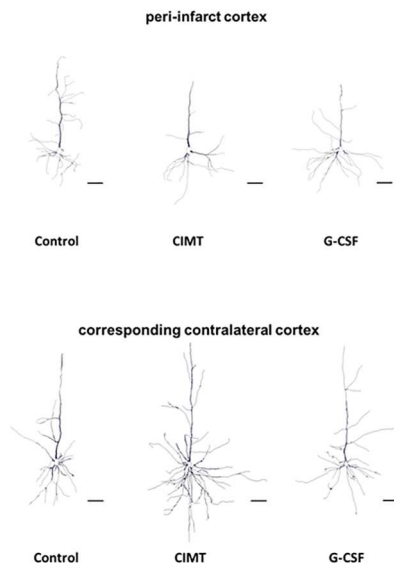 peri-infarct cortex
Control CIMT G-CSF
corresponding contralateral cortex
Control CIMT G-CSF